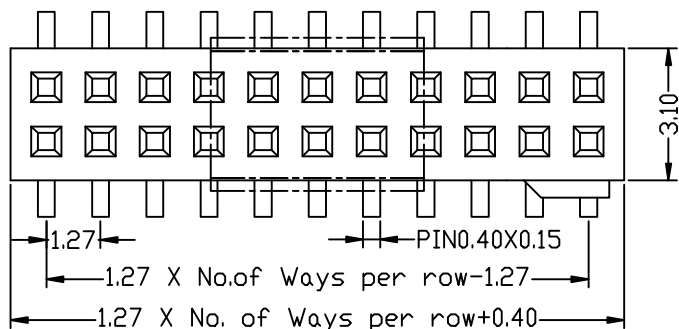 3.10
1.27
PIN0.40X0.15
1.27 X No.of Ways per row-1.27
1.27 X No. of Ways per row+0.40